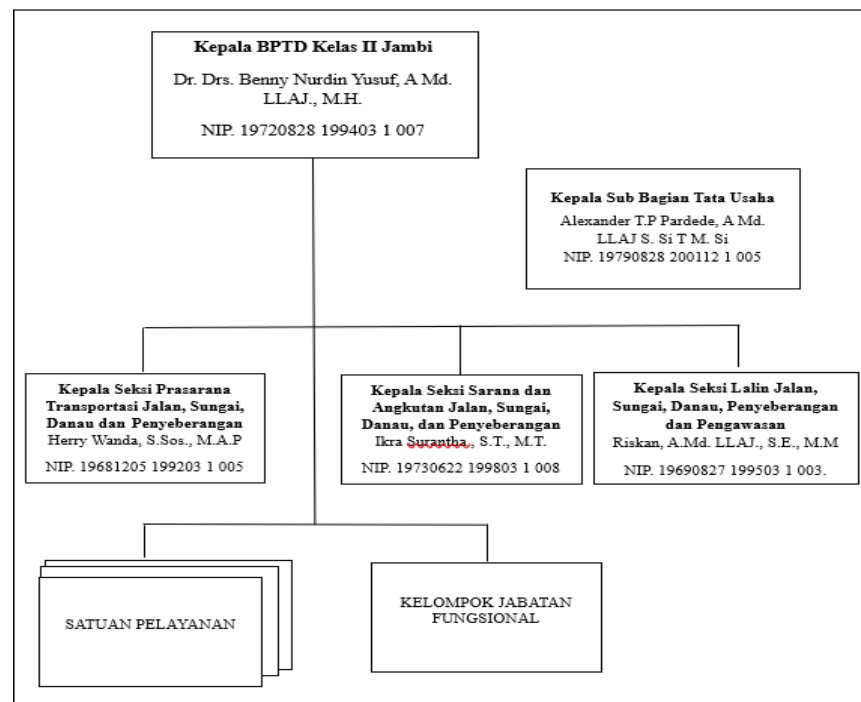 Kepala BPTD Kelas II Jambi
Dr. Drs. Benny Nurdin Yusuf, A Md.
LLAJ., M.H.
NIP. 19720828 199403 1 007
Kepala Sub Bagian Tata Usaha
Alexander T.P Pardede, A Md.
LLAJ S. Si T M. Si
NIP. 19790828 200112 1 005
Kepala Seksi Prasarana
Transportasi Jalan, Sungai,
Danau dan Penyeberangan
Herry Wanda, S.Sos., M.A.P
NIP. 19681205 199203 1 005
Kepala Seksi Sarana dan
Angkutan Jalan, Sungai,
Danau, dan Penyeberangan
Ikra Surantha, S.T., M.T.
NIP. 19730622 199803 1 008
Kepala Seksi Lalin Jalan,
Sungai, Danau, Penyeberangan
dan Pengawasan
Riskan, A.Md. LLAJ., S.E., M.M
NIP. 19690827 199503 1 003.
SATUAN PELAYANAN
KELOMPOK JABATAN
FUNGSIONAL